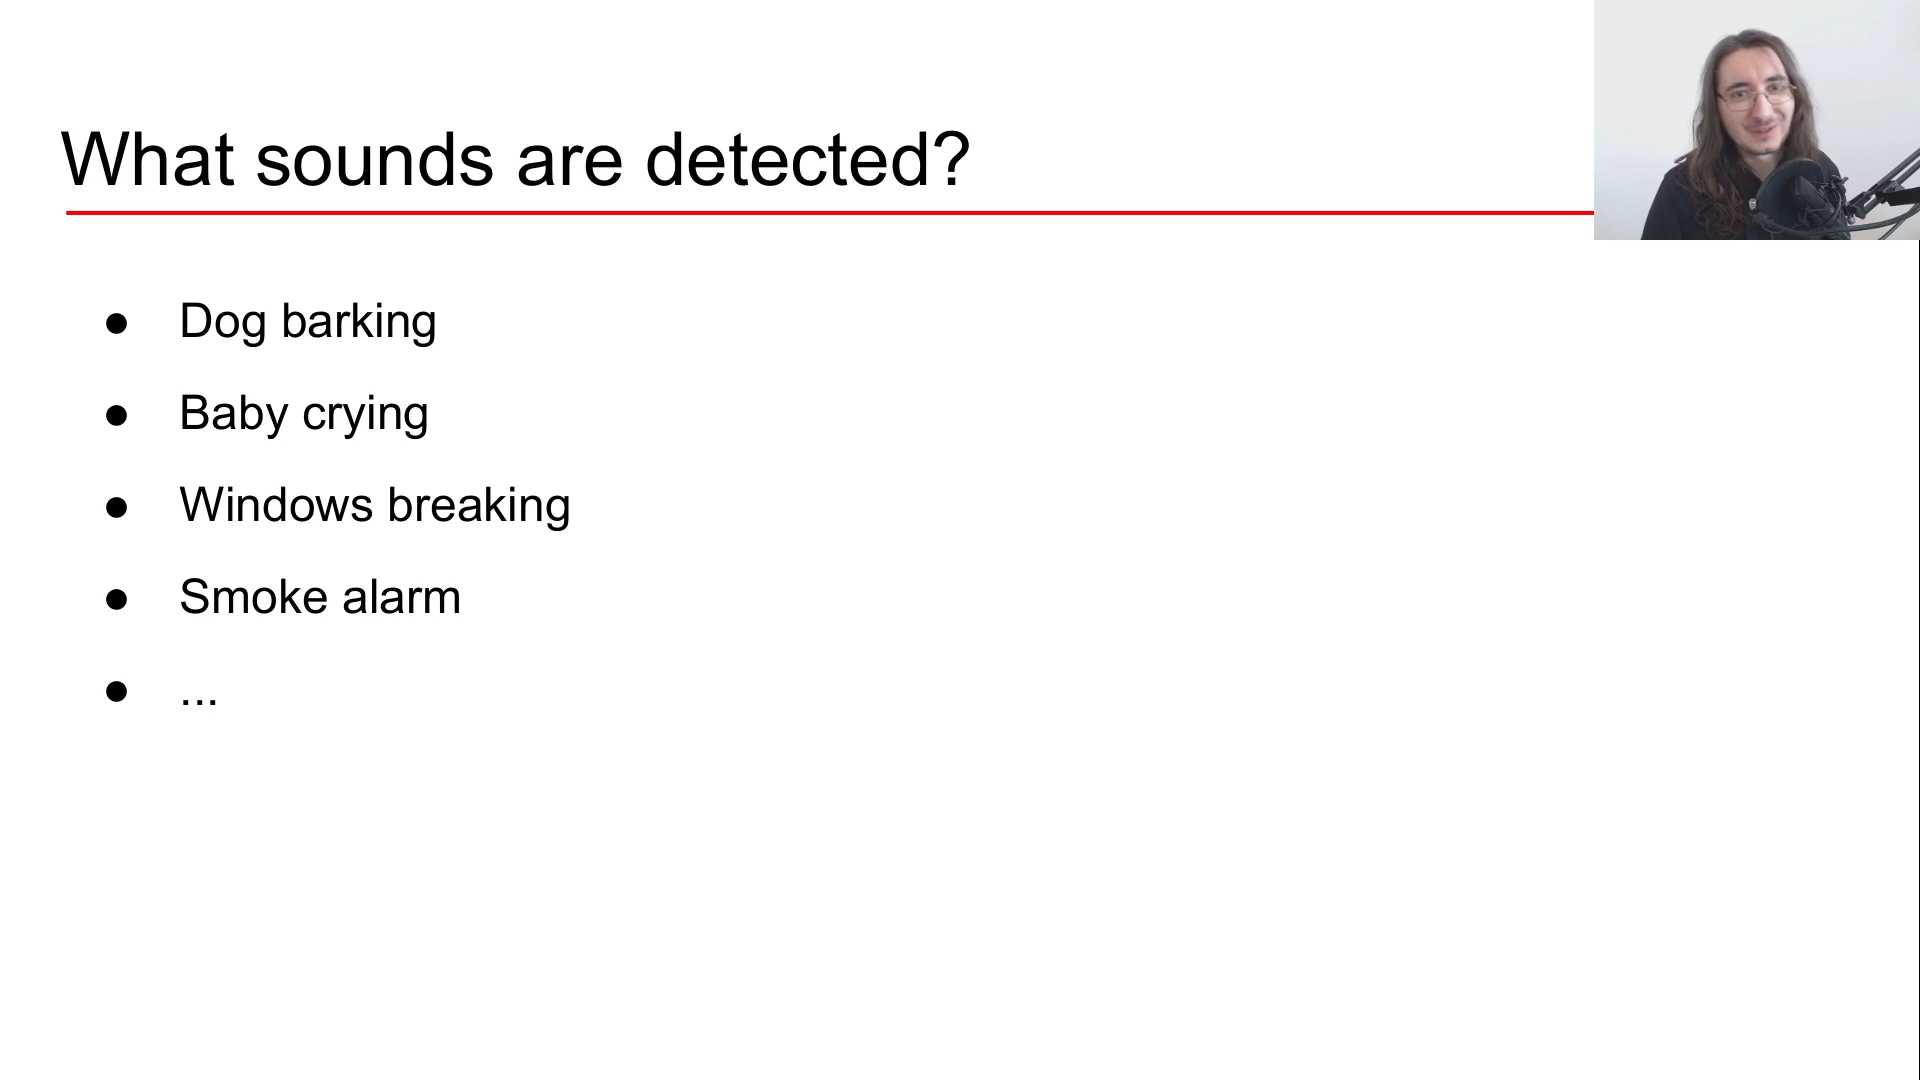 What sounds are detected?
● Dog barking
● Baby crying
● Windows breaking
● Smoke alarm
● ...